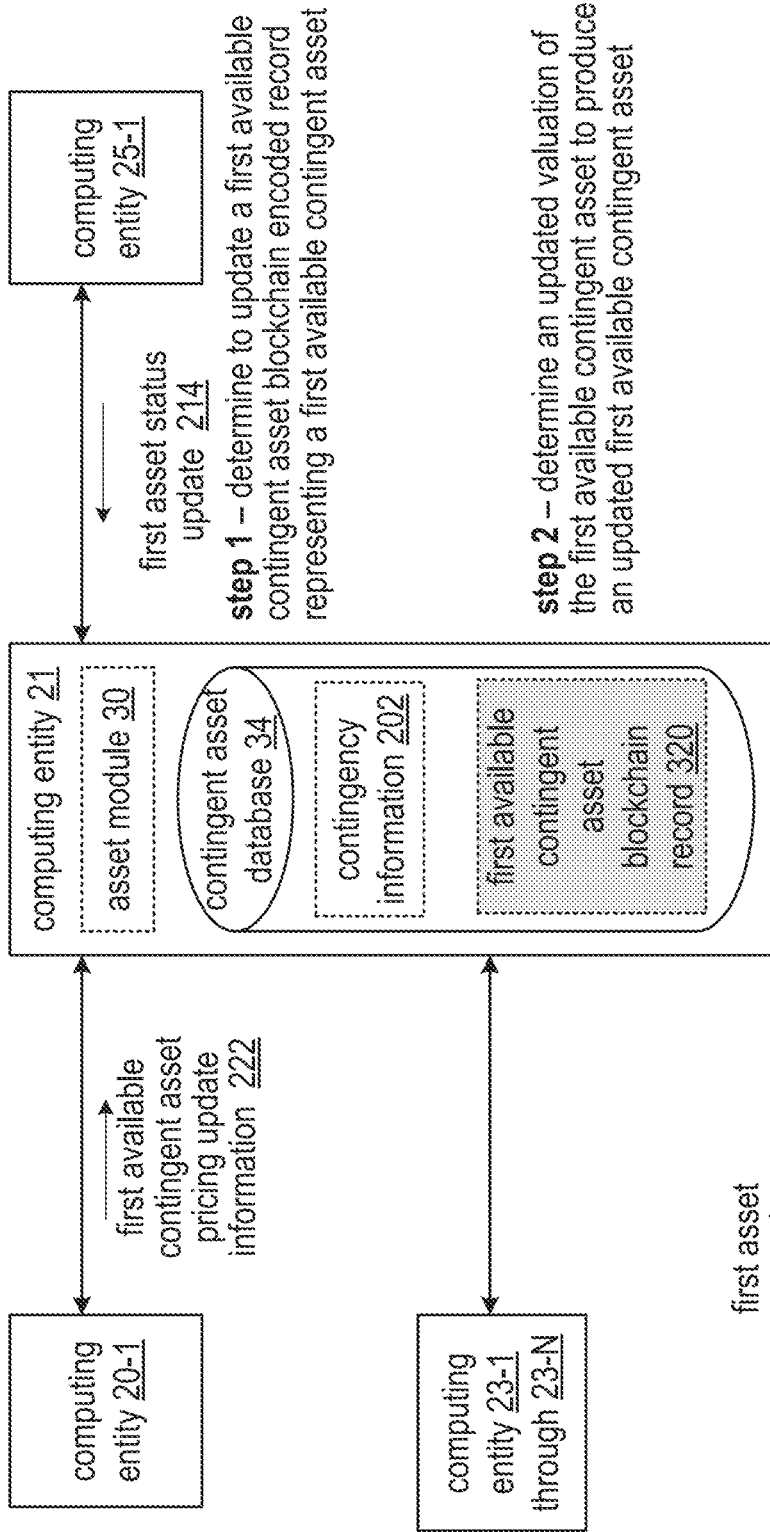 computing
entity 20-1
first available
contingent asset
pricing update
information 222
computing entity 21
asset module 30
contingent asset
database 34
contingency
information 202
first available
contingent
asset
blockchain
record 320
computing
entity 25-1
first asset status
update 214
step 1 – determine to update a first available
contingent asset blockchain encoded record
representing a first available contingent asset
step 2 – determine an updated valuation of
the first available contingent asset to produce
an updated first available contingent asset
computing
entity 23-1
through 23-N
first asset